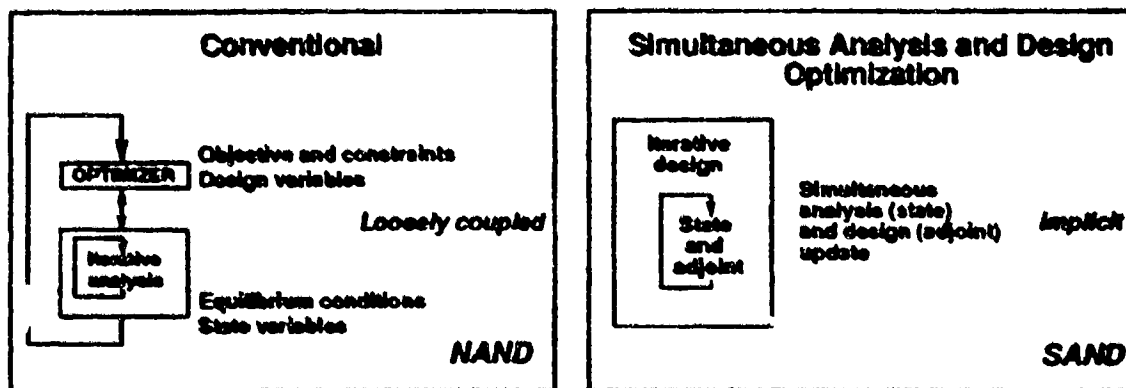 Conventional
OPTIMIZER
Objective and constraints
Design variables
Loosely coupled
Iterative
analysis
Equilibrium conditions
State variables
NAND
Simultaneous Analysis and Design
Optimization
Iterative
design
State
and
adjoint
Simultaneous
analysis (state)
and design (adjoint)
update
Implicit
SAND